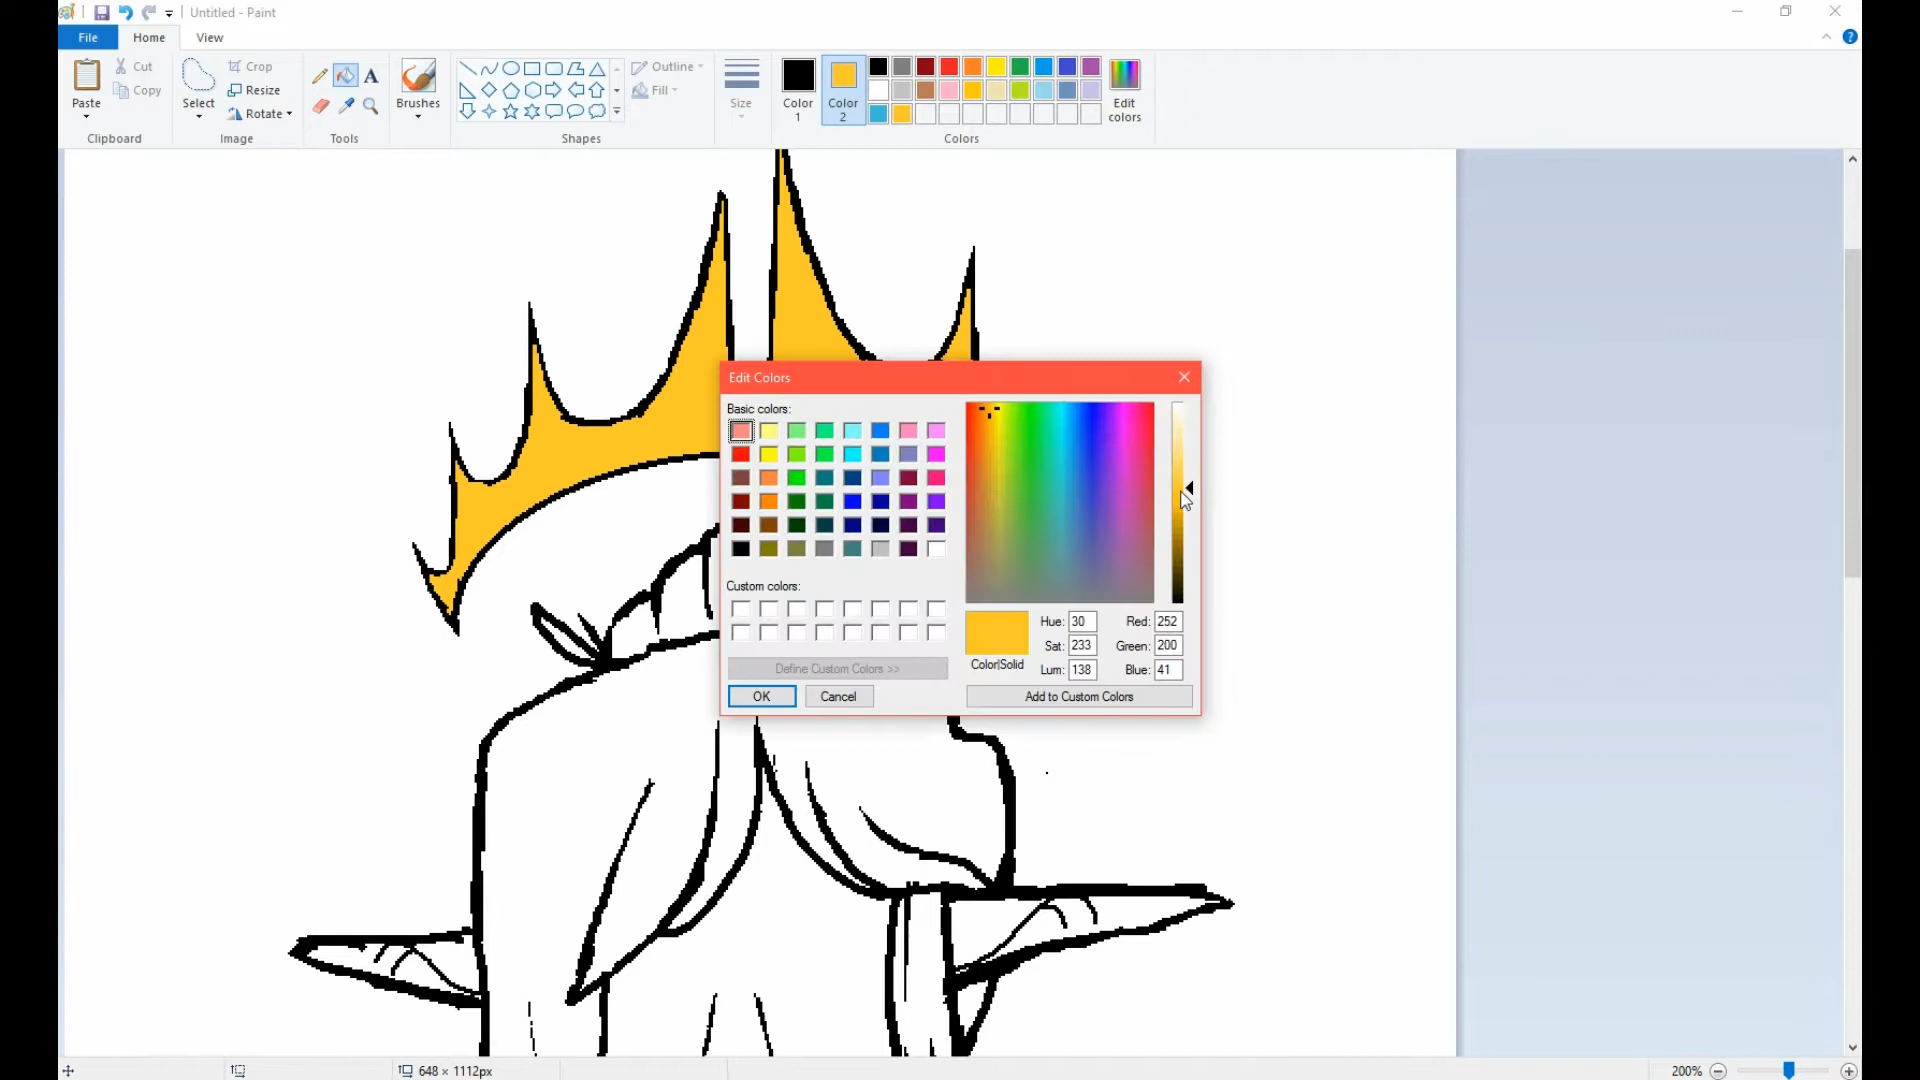 Untitled - Paint
File Home View
Cut
Copy
Paste
Clipboard
Select
Crop
Resize
Rotate
Image
A
Tools
Brushes
Outline
Fill
Shapes
Size
Color 1
Color 2
Edit colors
Colors
Edit Colors
Basic colors:
Custom colors:
Define Custom Colors >>
OK Cancel
Color|Solid
Hue: 30 Red: 252
Sat: 233 Green: 200
Lum: 138 Blue: 41
Add to Custom Colors
648 × 1112px
200%